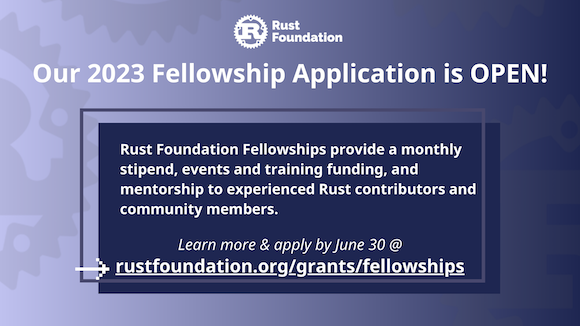 Rust
Foundation
Our 2023 Fellowship Application is OPEN!
Rust Foundation Fellowships provide a monthly
stipend, events and training funding, and
mentorship to experienced Rust contributors and
community members.
Learn more & apply by June 30 @
rustfoundation.org/grants/fellowships